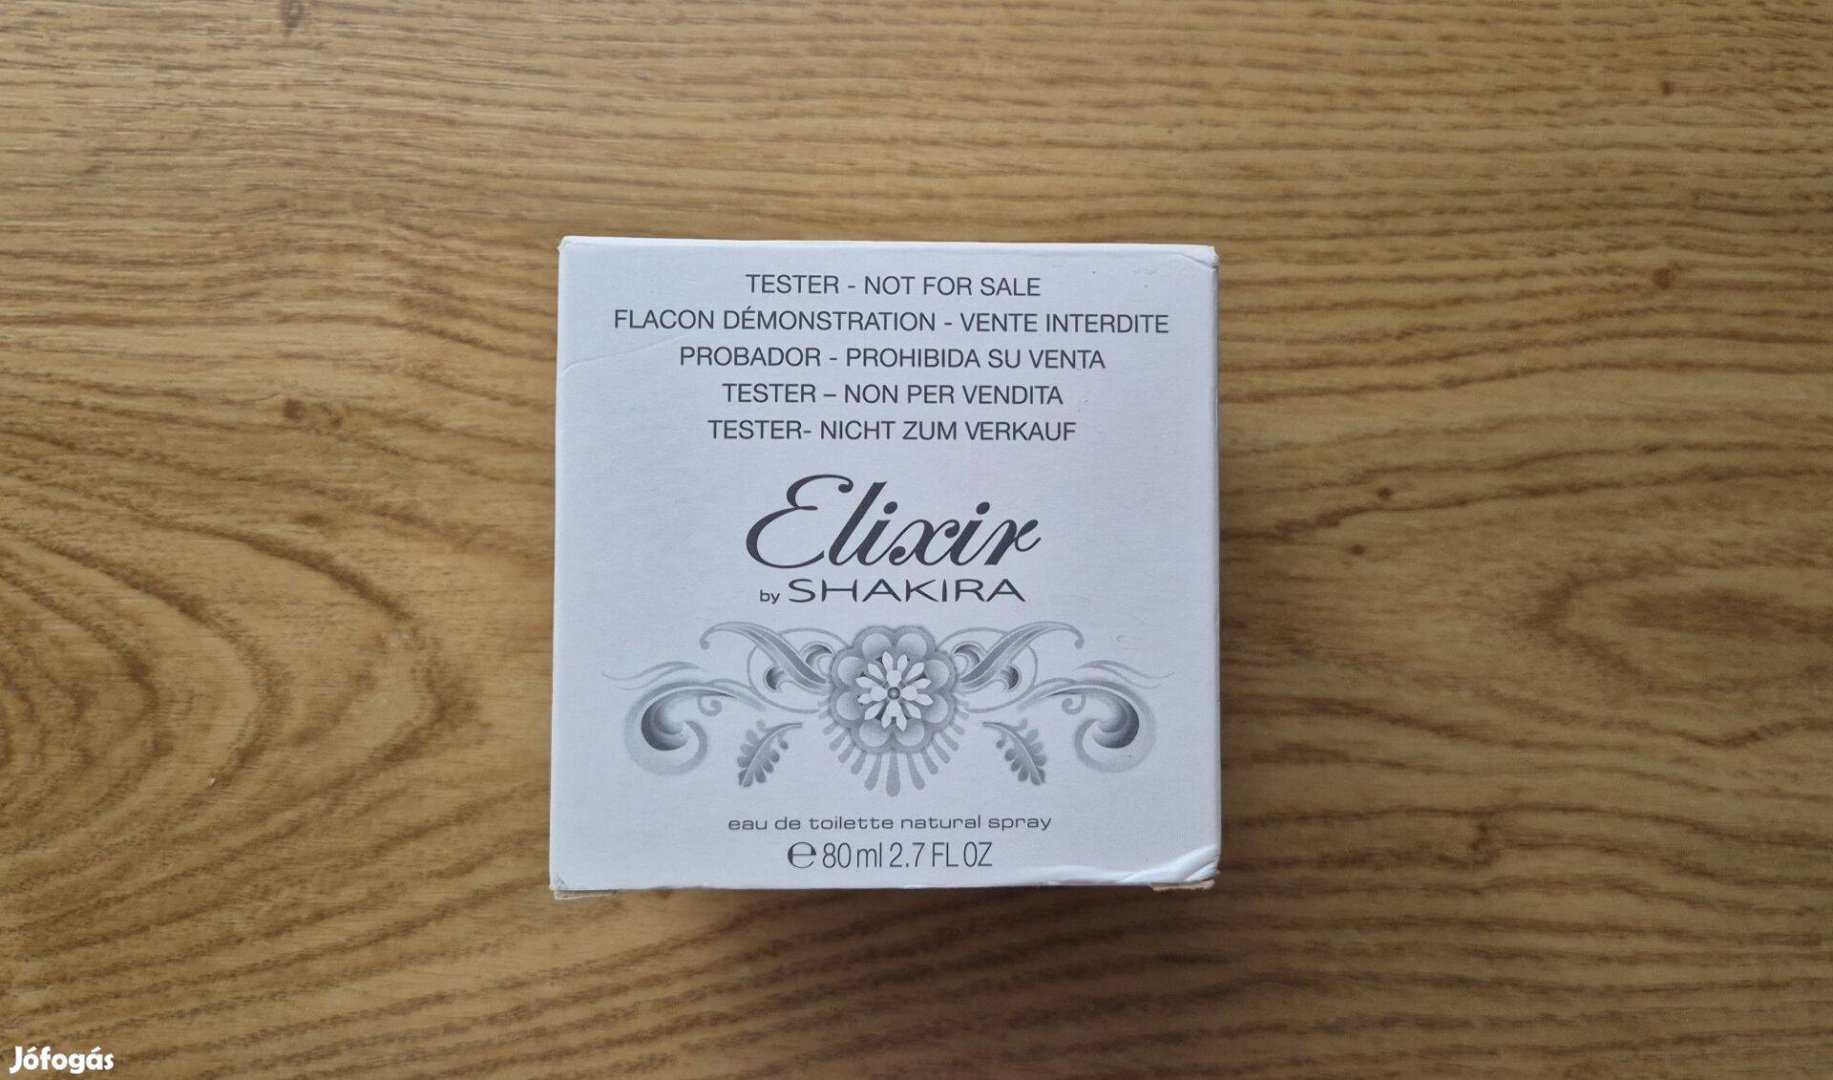 TESTER - NOT FOR SALE
FLACON DÉMONSTRATION - VENTE INTERDITE
PROBADOR - PROHIBIDA SU VENTA
TESTER – NON PER VENDITA
TESTER- NICHT ZUM VERKAUF
Elixir
by SHAKIRA
eau de toilette natural spray
℮ 80 ml 2.7 FL OZ
Jófogás